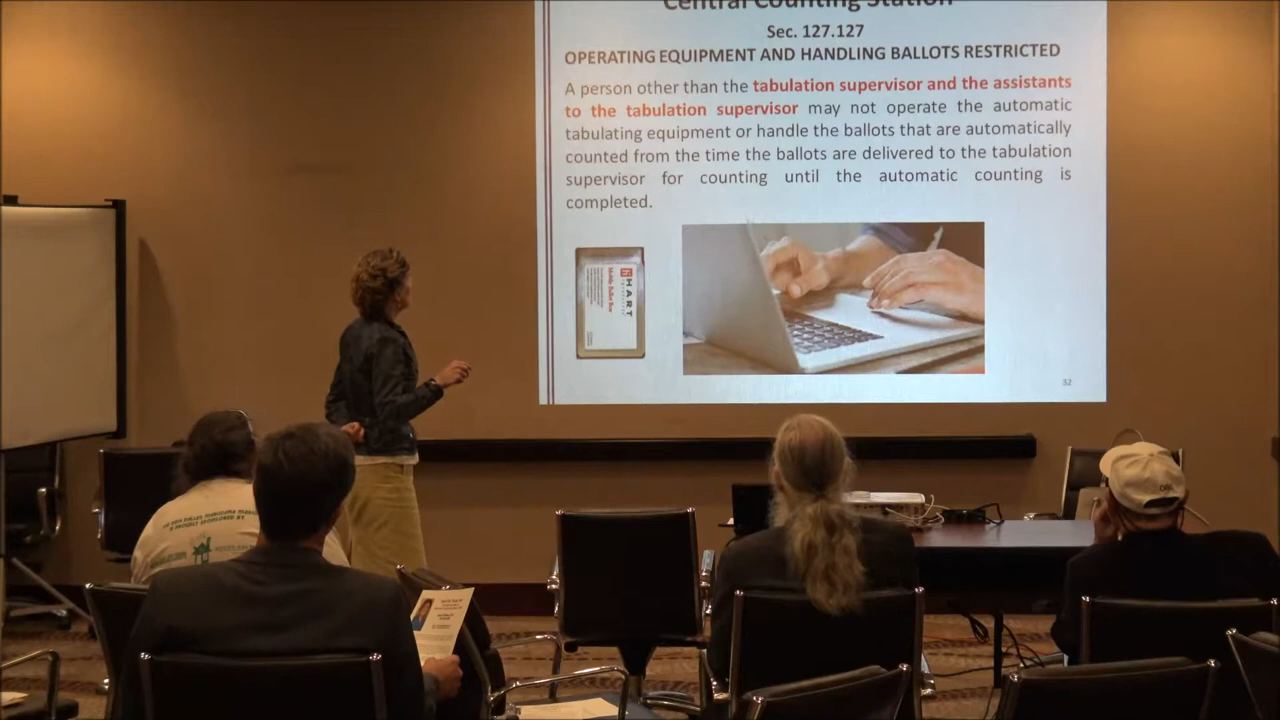 Central Counting Station
Sec. 127.127
OPERATING EQUIPMENT AND HANDLING BALLOTS RESTRICTED
A person other than the tabulation supervisor and the assistants
to the tabulation supervisor may not operate the automatic
tabulating equipment or handle the ballots that are automatically
counted from the time the ballots are delivered to the tabulation
supervisor for counting until the automatic counting is
completed.
HART
Mobile Ballot Box
32